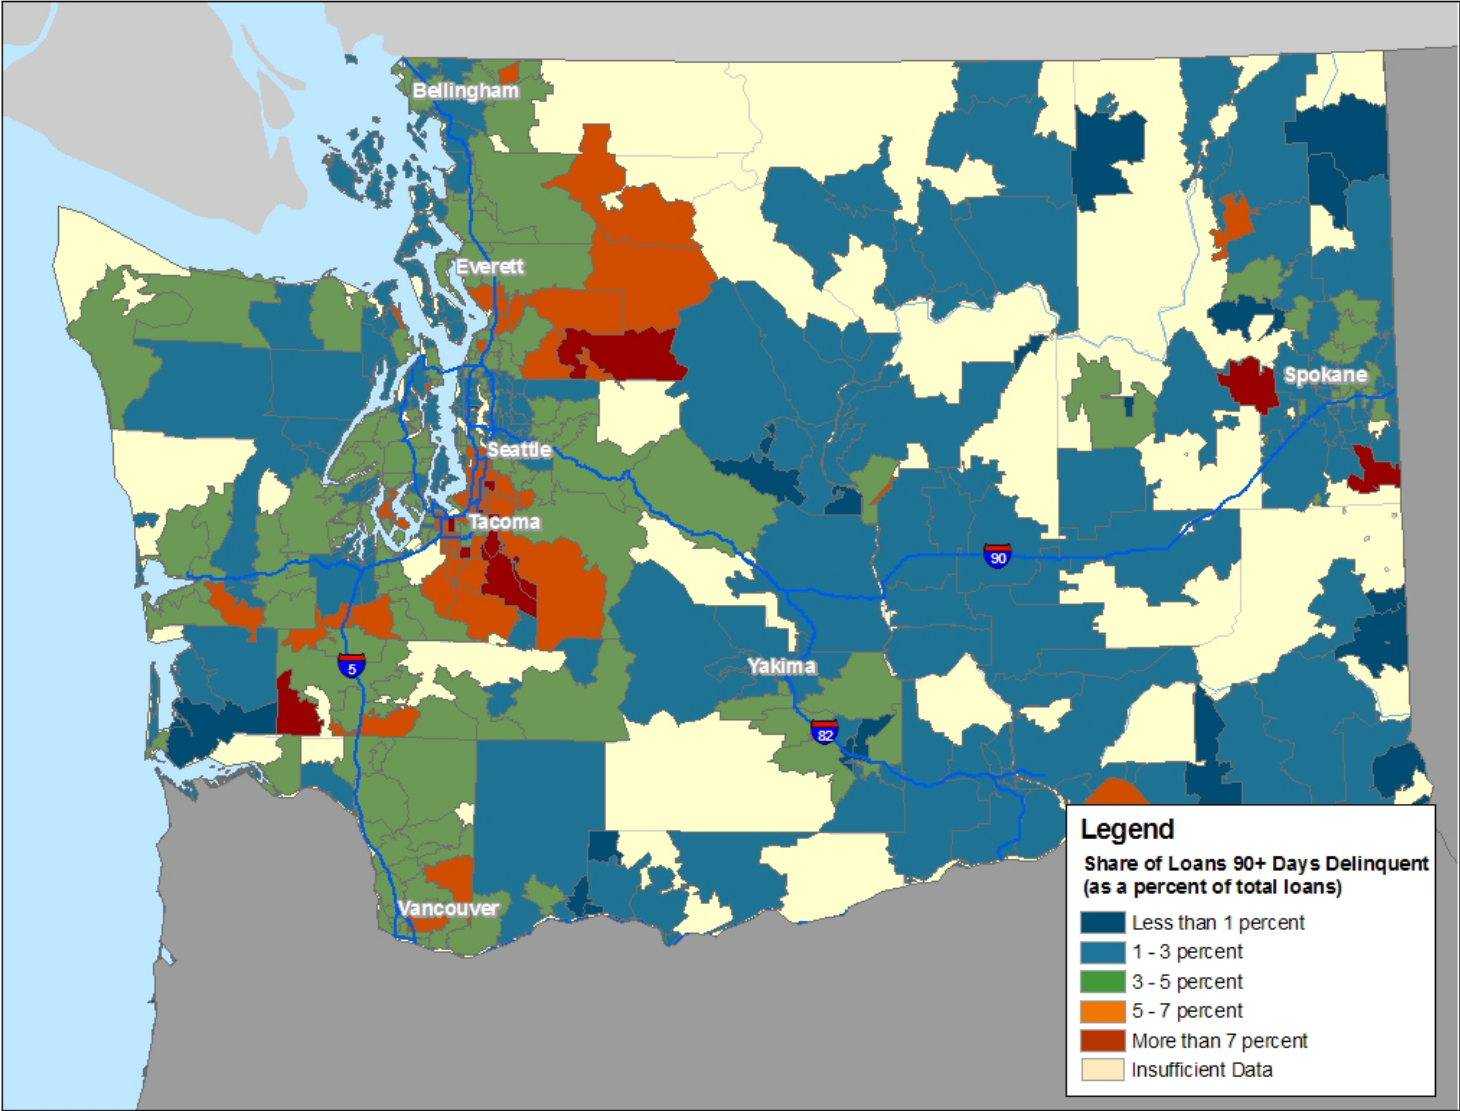 Bellingham
Everett
Spokane
Seattle
Tacoma
90
5
Yakima
82
Vancouver
Legend
Share of Loans 90+ Days Delinquent
(as a percent of total loans)
Less than 1 percent
1 - 3 percent
3 - 5 percent
5 - 7 percent
More than 7 percent
Insufficient Data